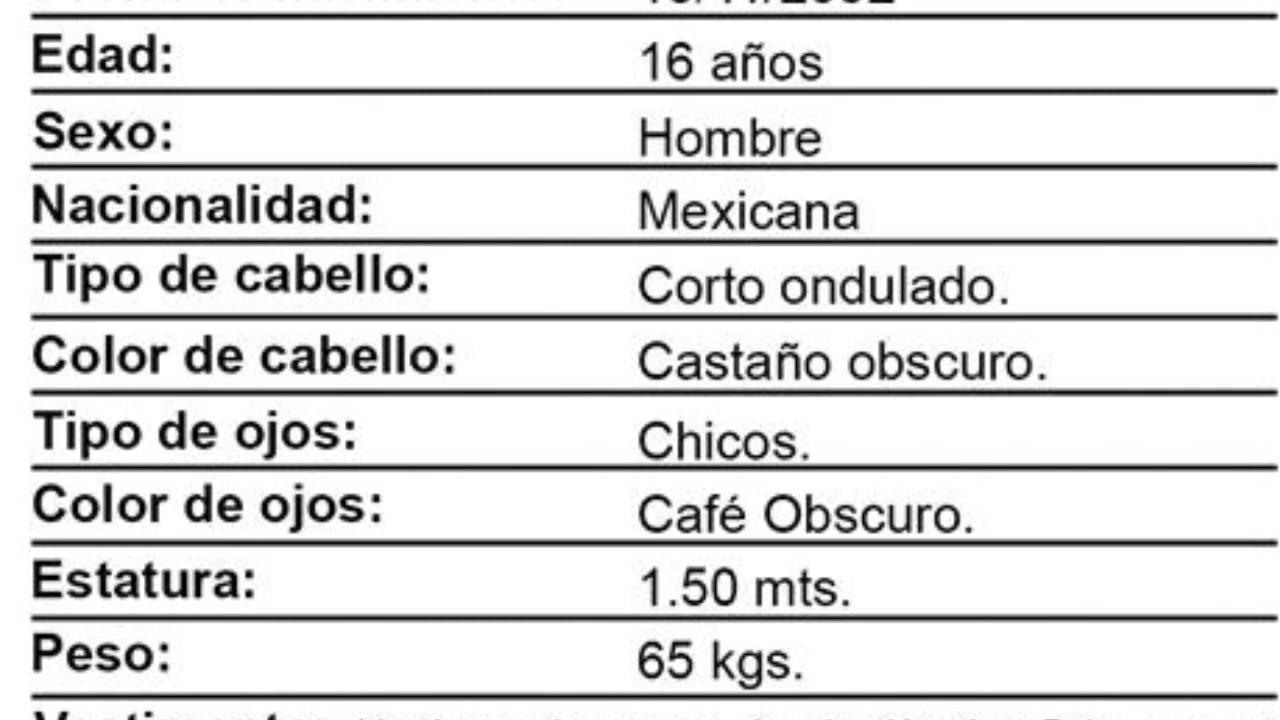 Edad: 16 años
Sexo: Hombre
Nacionalidad: Mexicana
Tipo de cabello: Corto ondulado.
Color de cabello: Castaño obscuro.
Tipo de ojos: Chicos.
Color de ojos: Café Obscuro.
Estatura: 1.50 mts.
Peso: 65 kgs.